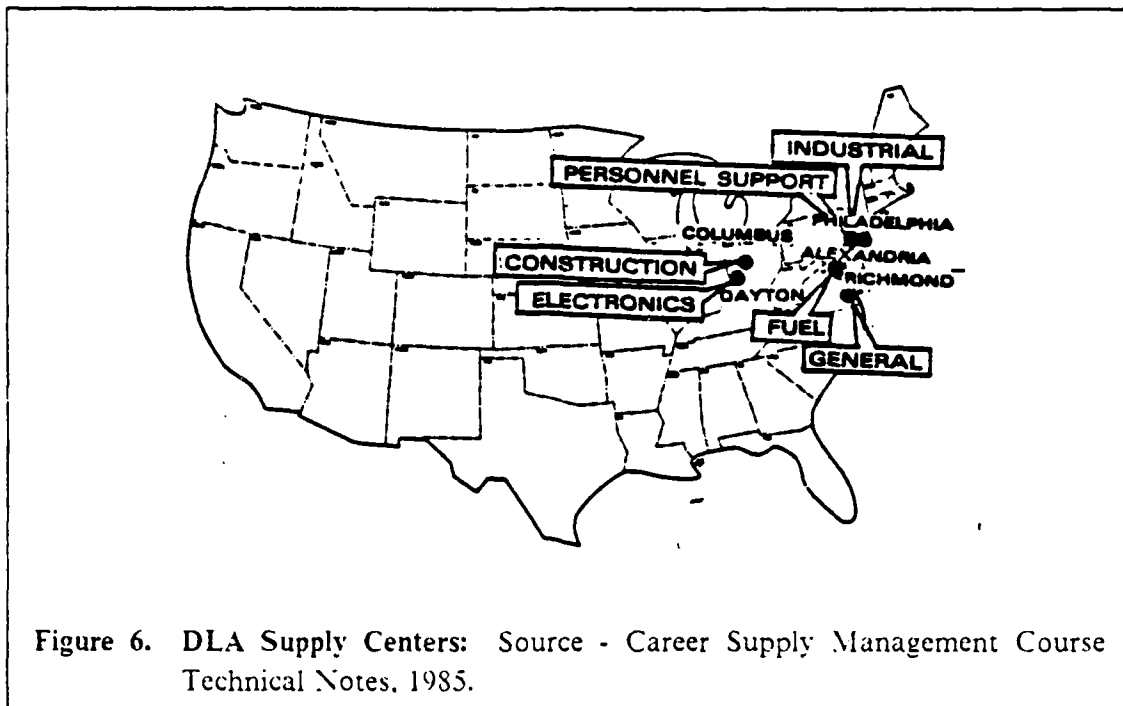 INDUSTRIAL
PERSONNEL SUPPORT
PHILADELPHIA
COLUMBUS
ALEXANDRIA
CONSTRUCTION
RICHMOND
ELECTRONICS
DAYTON
FUEL
GENERAL
Figure 6. DLA Supply Centers: Source - Career Supply Management Course
Technical Notes, 1985.